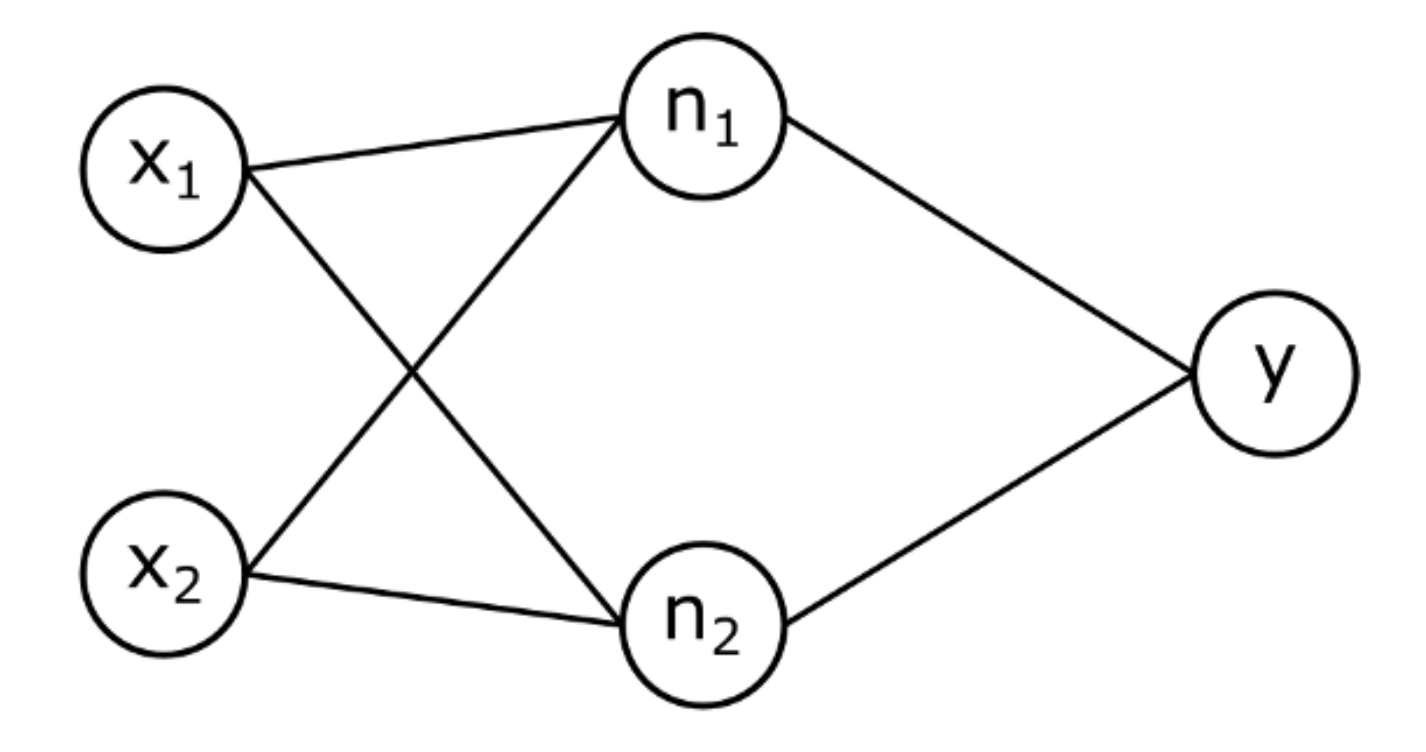 x₁
n₁
x₂
n₂
y